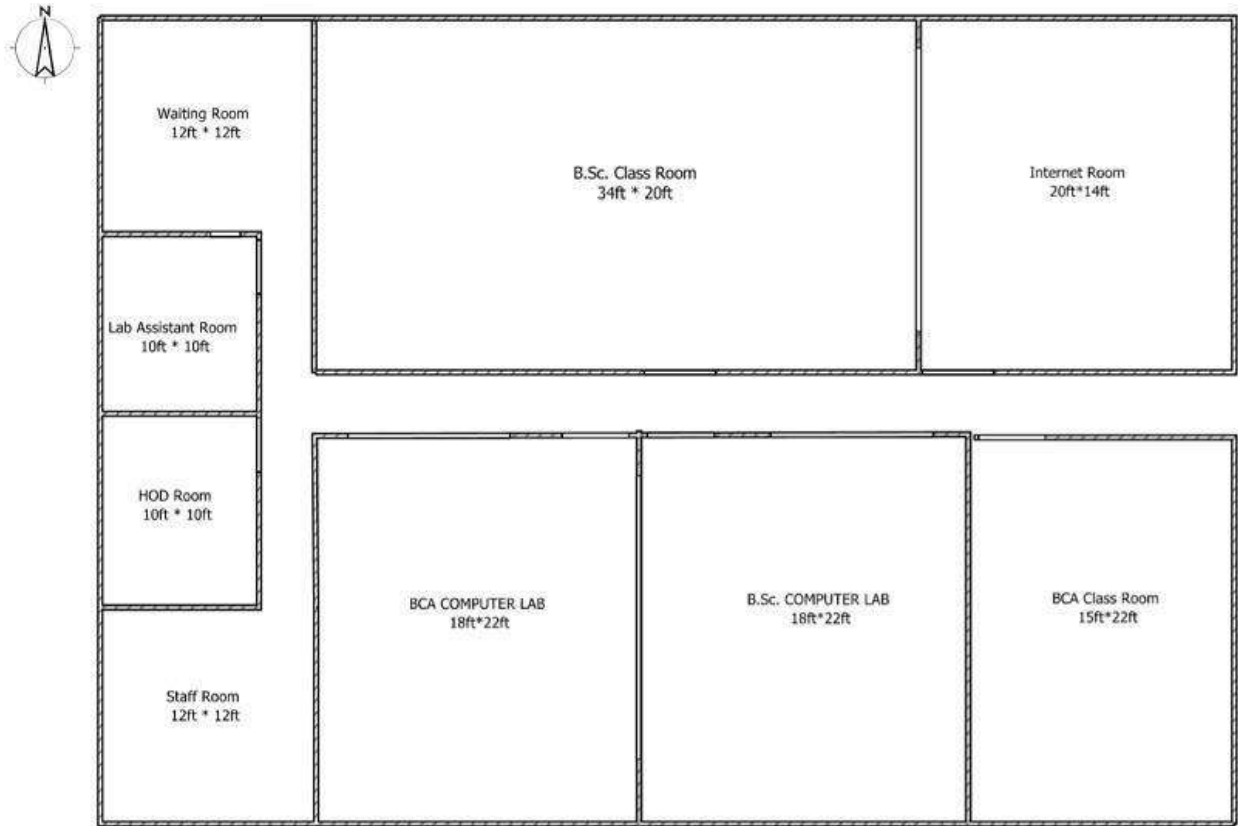 N
Waiting Room
12ft * 12ft
B.Sc. Class Room
34ft * 20ft
Internet Room
20ft*14ft
Lab Assistant Room
10ft * 10ft
HOD Room
10ft * 10ft
BCA COMPUTER LAB
18ft*22ft
B.Sc. COMPUTER LAB
18ft*22ft
BCA Class Room
15ft*22ft
Staff Room
12ft * 12ft